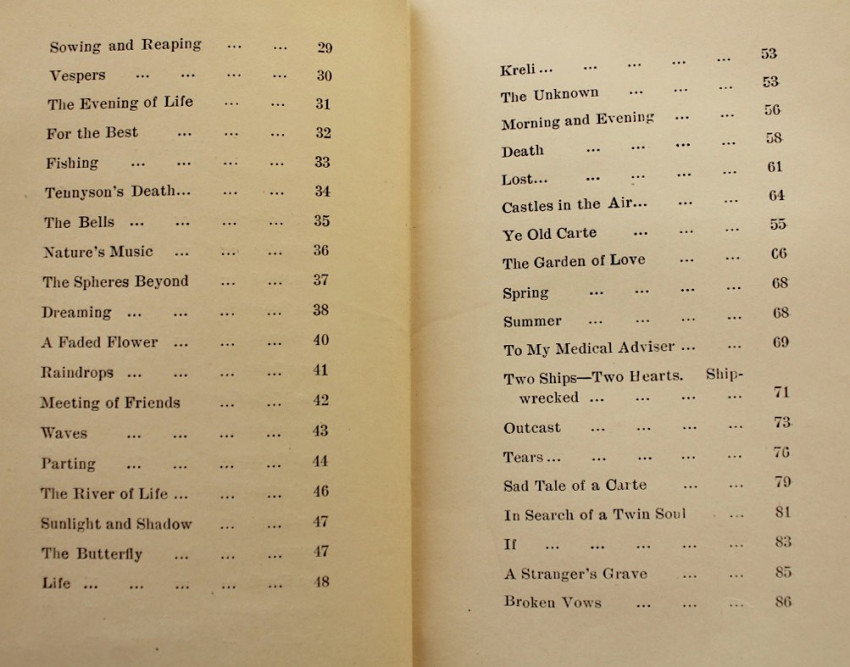 Sowing and Reaping ... ... 29
Vespers ... ... ... ... 30
The Evening of Life ... ... 31
For the Best ... ... ... 32
Fishing ... ... ... ... 33
Tennyson's Death... ... ... 34
The Bells ... ... ... ... 35
Nature's Music ... ... ... 36
The Spheres Beyond ... ... 37
Dreaming ... ... ... ... 38
A Faded Flower ... ... ... 40
Raindrops ... ... ... ... 41
Meeting of Friends ... ... 42
Waves ... ... ... ... 43
Parting ... ... ... ... 44
The River of Life ... ... ... 46
Sunlight and Shadow ... ... 47
The Butterfly ... ... ... 47
Life ... ... ... ... ... 48
Kreli ... ... ... ... ... 53
The Unknown ... ... ... 53
Morning and Evening ... ... 56
Death ... ... ... ... 58
Lost... ... ... ... ... 61
Castles in the Air... ... ... 64
Ye Old Carte ... ... ... 55
The Garden of Love ... ... 66
Spring ... ... ... ... 68
Summer ... ... ... ... 68
To My Medical Adviser ... ... 69
Two Ships—Two Hearts. Ship-
wrecked ... ... ... ... 71
Outcast ... ... ... ... 73
Tears ... ... ... ... ... 76
Sad Tale of a Carte ... ... 79
In Search of a Twin Soul ... 81
If ... ... ... ... ... 83
A Stranger's Grave ... ... 85
Broken Vows ... ... ... 86